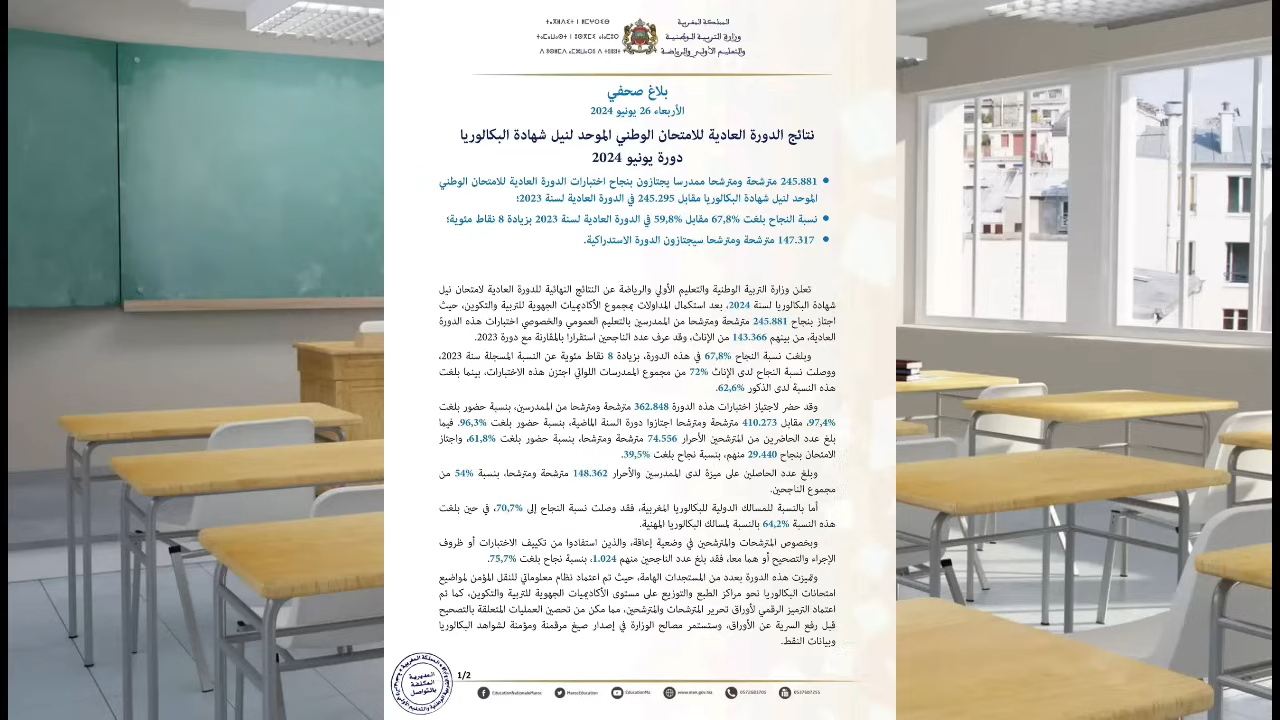 المملكة المغربية
وزارة التربية الوطنية
والتعليم الأولي والرياضة
بلاغ صحفي
الأربعاء 26 يونيو 2024
نتائج الدورة العادية للامتحان الوطني الموحد لنيل شهادة البكالوريا
دورة يونيو 2024
245.881 مترشحة ومترشحا ممدرسا يجتازون بنجاح اختبارات الدورة العادية للامتحان الوطني
الموحد لنيل شهادة البكالوريا مقابل 245.295 في الدورة العادية لسنة 2023؛
نسبة النجاح بلغت 67,8% مقابل 59,8% في الدورة العادية لسنة 2023 بزيادة 8 نقاط مئوية؛
147.317 مترشحة ومترشحا سيجتازون الدورة الاستدراكية.
تعلن وزارة التربية الوطنية والتعليم الأولي والرياضة عن النتائج النهائية للدورة العادية لامتحان نيل
شهادة البكالوريا لسنة 2024، بعد استكمال المداولات بمجموع الأكاديميات الجهوية للتربية والتكوين، حيث
اجتاز بنجاح 245.881 مترشحة ومترشحا من الممدرسين بالتعليم العمومي والخصوصي اختبارات هذه الدورة
العادية، من بينهم 143.366 من الإناث، وقد عرف عدد الناجحين استقرارا بالمقارنة مع دورة 2023.
وبلغت نسبة النجاح 67,8% في هذه الدورة، بزيادة 8 نقاط مئوية عن النسبة المسجلة سنة 2023،
ووصلت نسبة النجاح لدى الإناث 72% من مجموع الممدرسات اللواتي اجتزن هذه الاختبارات، بينما بلغت
هذه النسبة لدى الذكور 62,6%.
وقد حضر لاجتياز اختبارات هذه الدورة 362.848 مترشحة ومترشحا من الممدرسين، بنسبة حضور بلغت
97,4%، مقابل 410.273 مترشحة ومترشحا اجتازوا دورة السنة الماضية، بنسبة حضور بلغت 96,3%. فيما
بلغ عدد الحاضرين من المترشحين الأحرار 74.556 مترشحة ومترشحا، بنسبة حضور بلغت 61,8%، واجتاز
الامتحان بنجاح 29.440 منهم، بنسبة نجاح بلغت 39,5%.
وبلغ عدد الحاصلين على ميزة لدى الممدرسين والأحرار 148.362 مترشحة ومترشحا، بنسبة 54% من
مجموع الناجحين.
أما بالنسبة للمسالك الدولية للبكالوريا المغربية، فقد وصلت نسبة النجاح إلى 70,7%، في حين بلغت
هذه النسبة 64,2% بالنسبة لمسالك البكالوريا المهنية.
وبخصوص المترشحات والمترشحين في وضعية إعاقة، والذين استفادوا من تكييف الاختبارات أو ظروف
الإجراء والتصحيح أو هما معا، فقد بلغ عدد الناجحين منهم 1.024، بنسبة نجاح بلغت 75,7%.
وتميزت هذه الدورة بعدد من المستجدات الهامة، حيث تم اعتماد نظام معلوماتي للنقل المؤمن لمواضيع
امتحانات البكالوريا نحو مراكز الطبع والتوزيع على مستوى الأكاديميات الجهوية للتربية والتكوين، كما تم
اعتماد الترميز الرقمي لأوراق تحرير المترشحات والمترشحين، مما مكن من تحصين العمليات المتعلقة بالتصحيح
قبل رفع السرية عن الأوراق، وستستمر مصالح الوزارة في إصدار صيغ مرقمنة ومؤمنة لشواهد البكالوريا
وبيانات النقط.
1/2
المديرية
المكلفة
بالتواصل
EducationNationaleMaroc MarocEducation EducationMa www.men.gov.ma 0537687255